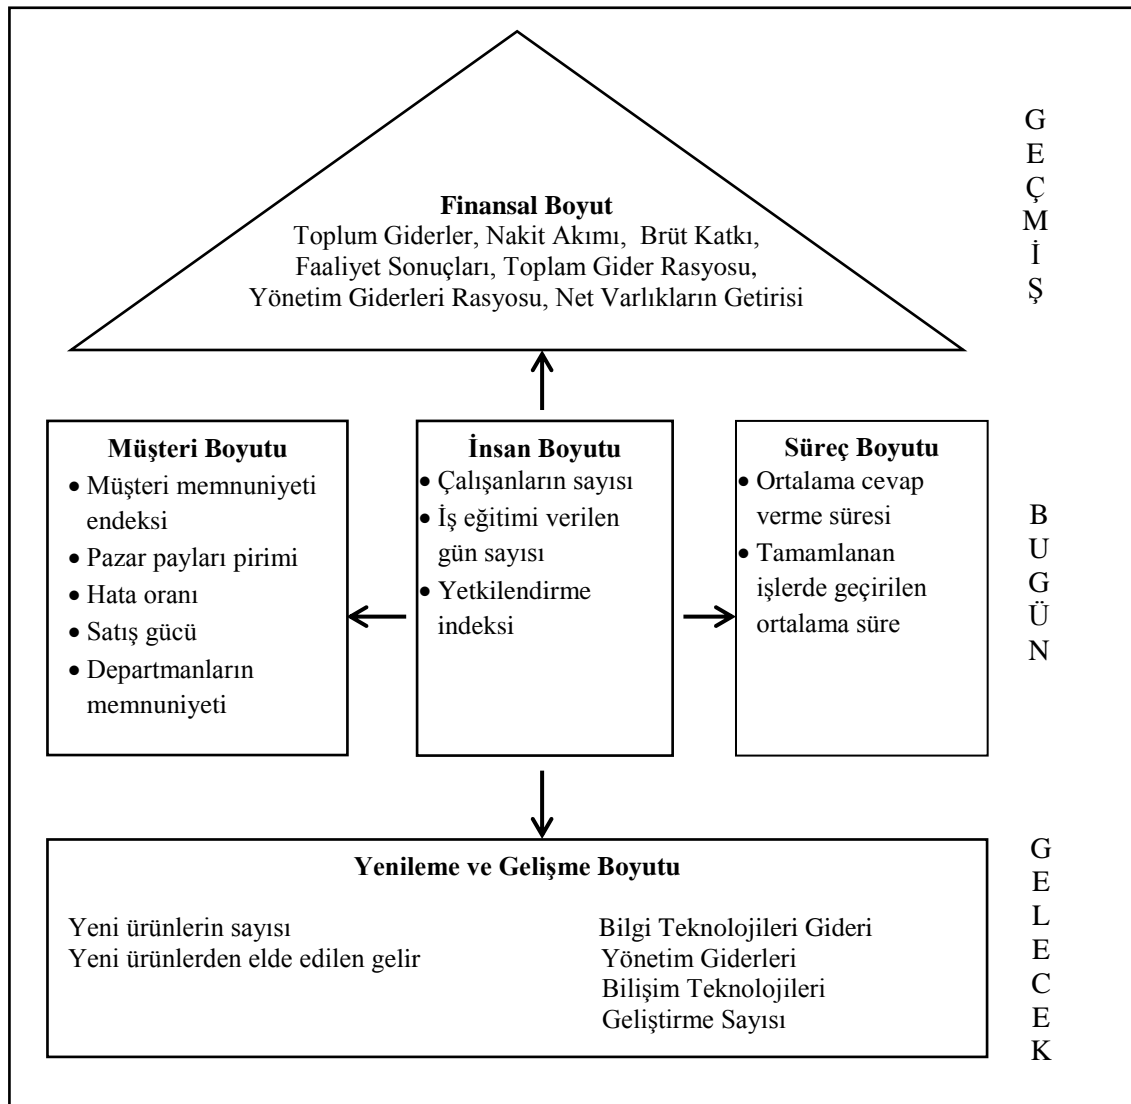 Finansal Boyut
Toplum Giderler, Nakit Akımı,  Brüt Katkı,
Faaliyet Sonuçları, Toplam Gider Rasyosu,
Yönetim Giderleri Rasyosu, Net Varlıkların Getirisi
G
E
Ç
M
İ
Ş
Müşteri Boyutu
• Müşteri memnuniyeti
endeksi
• Pazar payları pirimi
• Hata oranı
• Satış gücü
• Departmanların
memnuniyeti
İnsan Boyutu
• Çalışanların sayısı
• İş eğitimi verilen
gün sayısı
• Yetkilendirme
indeksi
Süreç Boyutu
• Ortalama cevap
verme süresi
• Tamamlanan
işlerde geçirilen
ortalama süre
B
U
G
Ü
N
Yenileme ve Gelişme Boyutu
Yeni ürünlerin sayısı
Yeni ürünlerden elde edilen gelir
Bilgi Teknolojileri Gideri
Yönetim Giderleri
Bilişim Teknolojileri
Geliştirme Sayısı
G
E
L
E
C
E
K